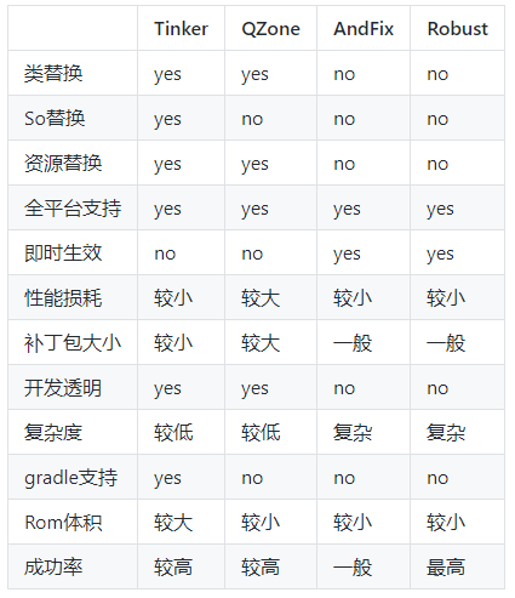 Tinker QZone AndFix Robust
类替换 yes yes no no
So替换 yes no no no
资源替换 yes yes no no
全平台支持 yes yes yes yes
即时生效 no no yes yes
性能损耗 较小 较大 较小 较小
补丁包大小 较小 较大 一般 一般
开发透明 yes yes no no
复杂度 较低 较低 复杂 复杂
gradle支持 yes no no no
Rom体积 较大 较小 较小 较小
成功率 较高 较高 一般 最高